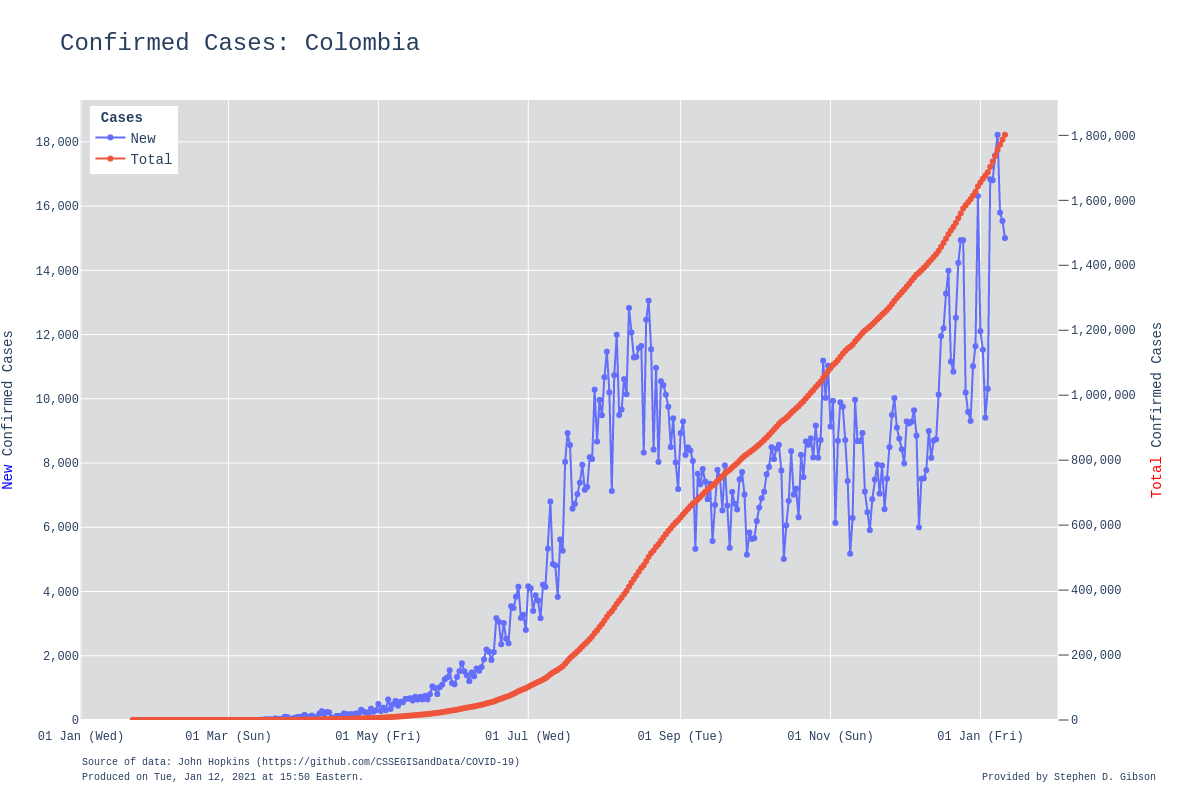 Confirmed Cases: Colombia
Cases
New
Total
18,000
16,000
14,000
12,000
10,000
8,000
6,000
4,000
2,000
0
New Confirmed Cases
1,800,000
1,600,000
1,400,000
1,200,000
1,000,000
800,000
600,000
400,000
200,000
0
Total Confirmed Cases
01 Jan (Wed) 01 Mar (Sun) 01 May (Fri) 01 Jul (Wed) 01 Sep (Tue) 01 Nov (Sun) 01 Jan (Fri)
Source of data: John Hopkins (https://github.com/CSSEGISandData/COVID-19)
Produced on Tue, Jan 12, 2021 at 15:50 Eastern.
Provided by Stephen D. Gibson